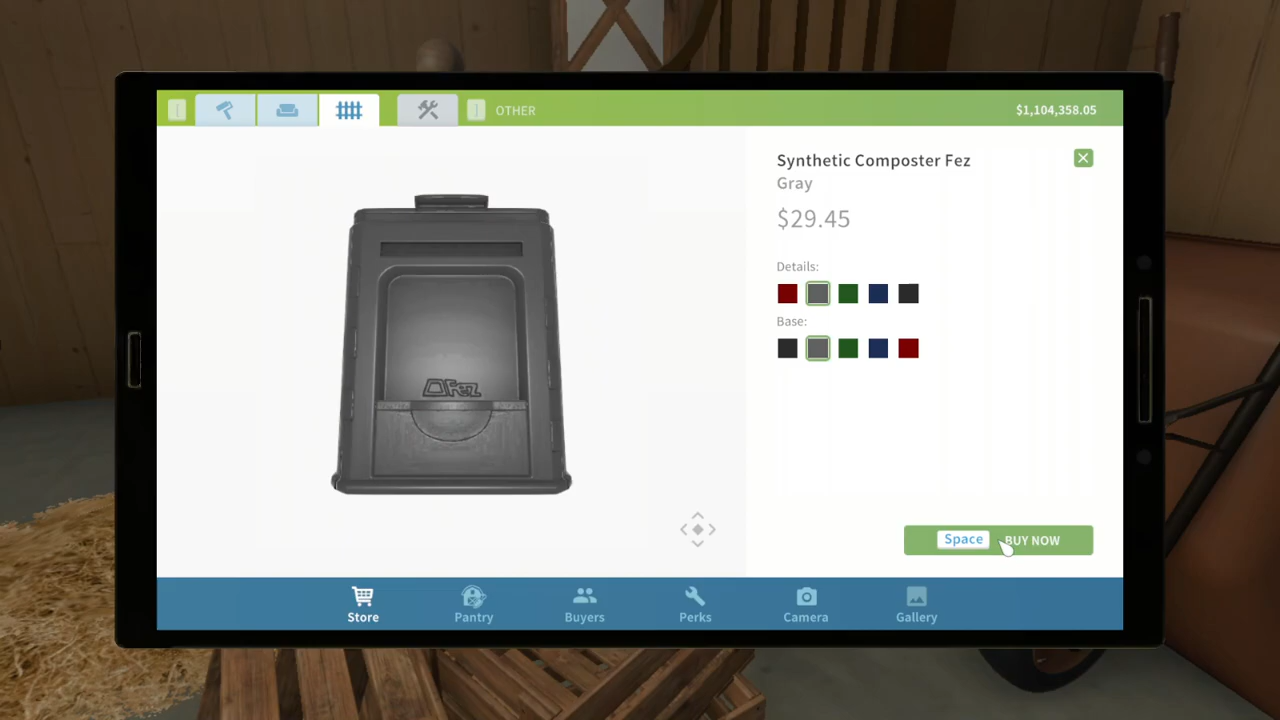 OTHER
$1,104,358.05
Synthetic Composter Fez
Gray
$29.45
Details:
Base:
Fez
Space BUY NOW
Store
Pantry
Buyers
Perks
Camera
Gallery